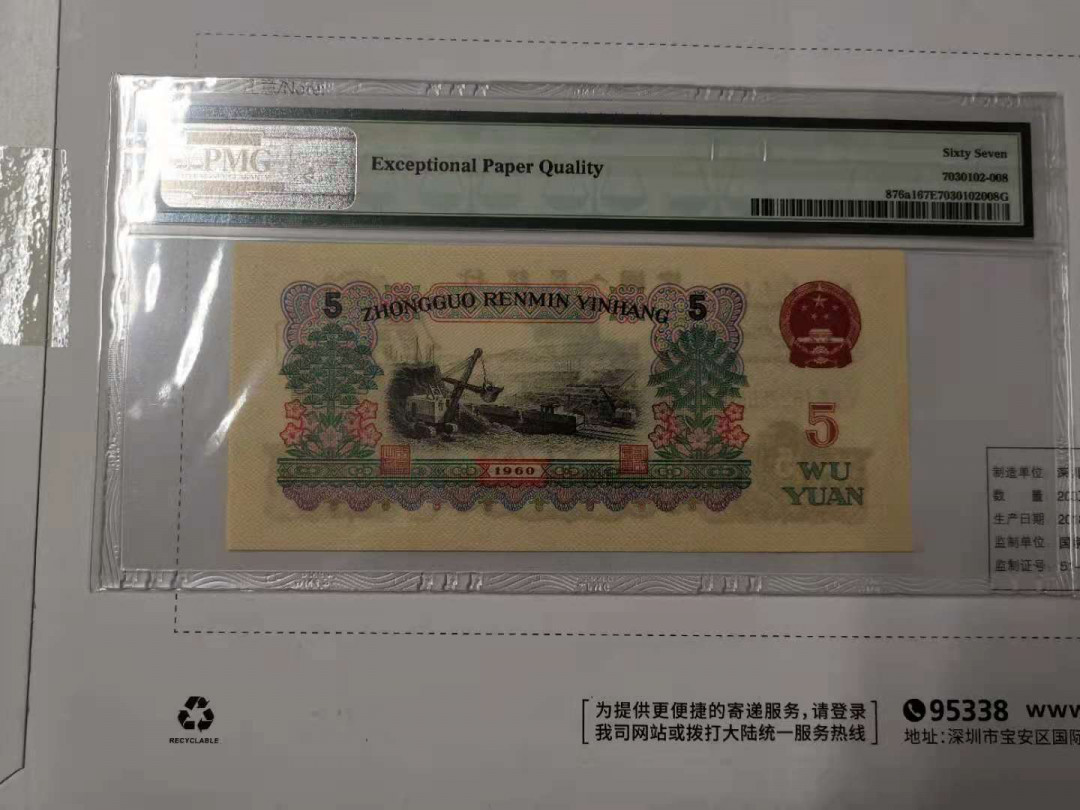 PMG
Exceptional Paper Quality
Sixty Seven
7030102-008
876a167E7030102008G
5 ZHONGGUO RENMIN YINHANG 5
5
1960
WU
YUAN
制造单位
数 量
生产日期
监制单位
监制证号
RECYCLABLE
为提供更便捷的寄递服务,请登录
我司网站或拨打大陆统一服务热线
95338 www
地址:深圳市宝安区国际